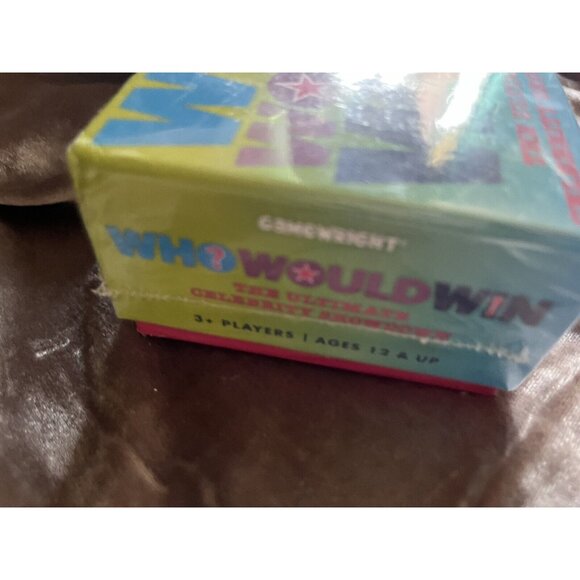 GAMEWRIGHT
WHO? WOULD WIN
THE ULTIMATE
CELEBRITY SHOWDOWN
3+ PLAYERS | AGES 12 & UP